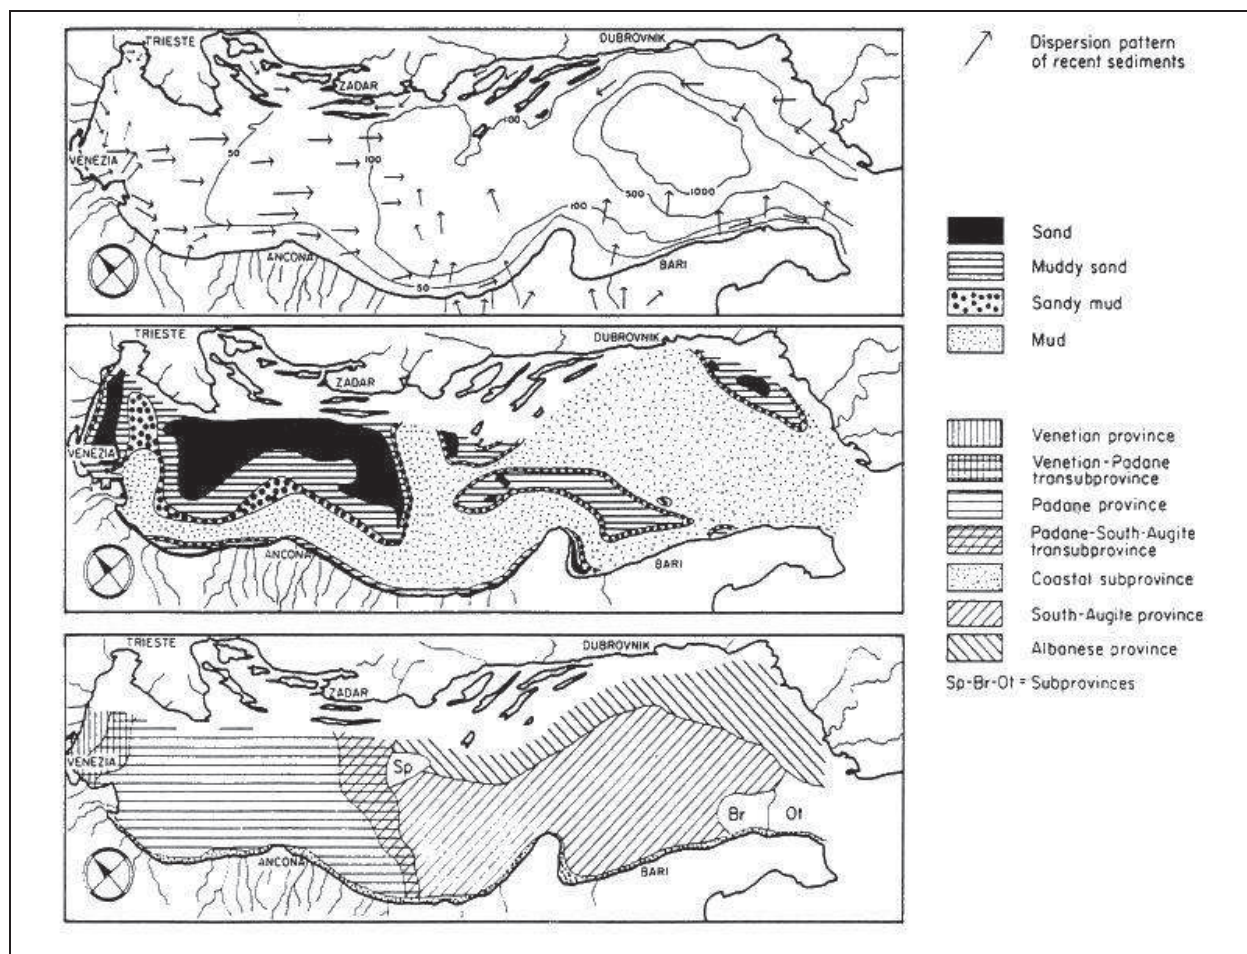 TRIESTE
DUBROVNIK
ZADAR
100
50
100
VENEZIA
500
1000
100
ANCONA
BARI
50
Dispersion pattern
of recent sediments
TRIESTE
DUBROVNIK
ZADAR
VENEZIA
ANCONA
BARI
Sand
Muddy sand
Sandy mud
Mud
TRIESTE
DUBROVNIK
ZADAR
VENEZIA
Sp
Br
Ot
ANCONA
BARI
Venetian province
Venetian-Padane
transubprovince
Padane province
Padane-South-Augite
transubprovince
Coastal subprovince
South-Augite province
Albanese province
Sp-Br-Ot = Subprovinces